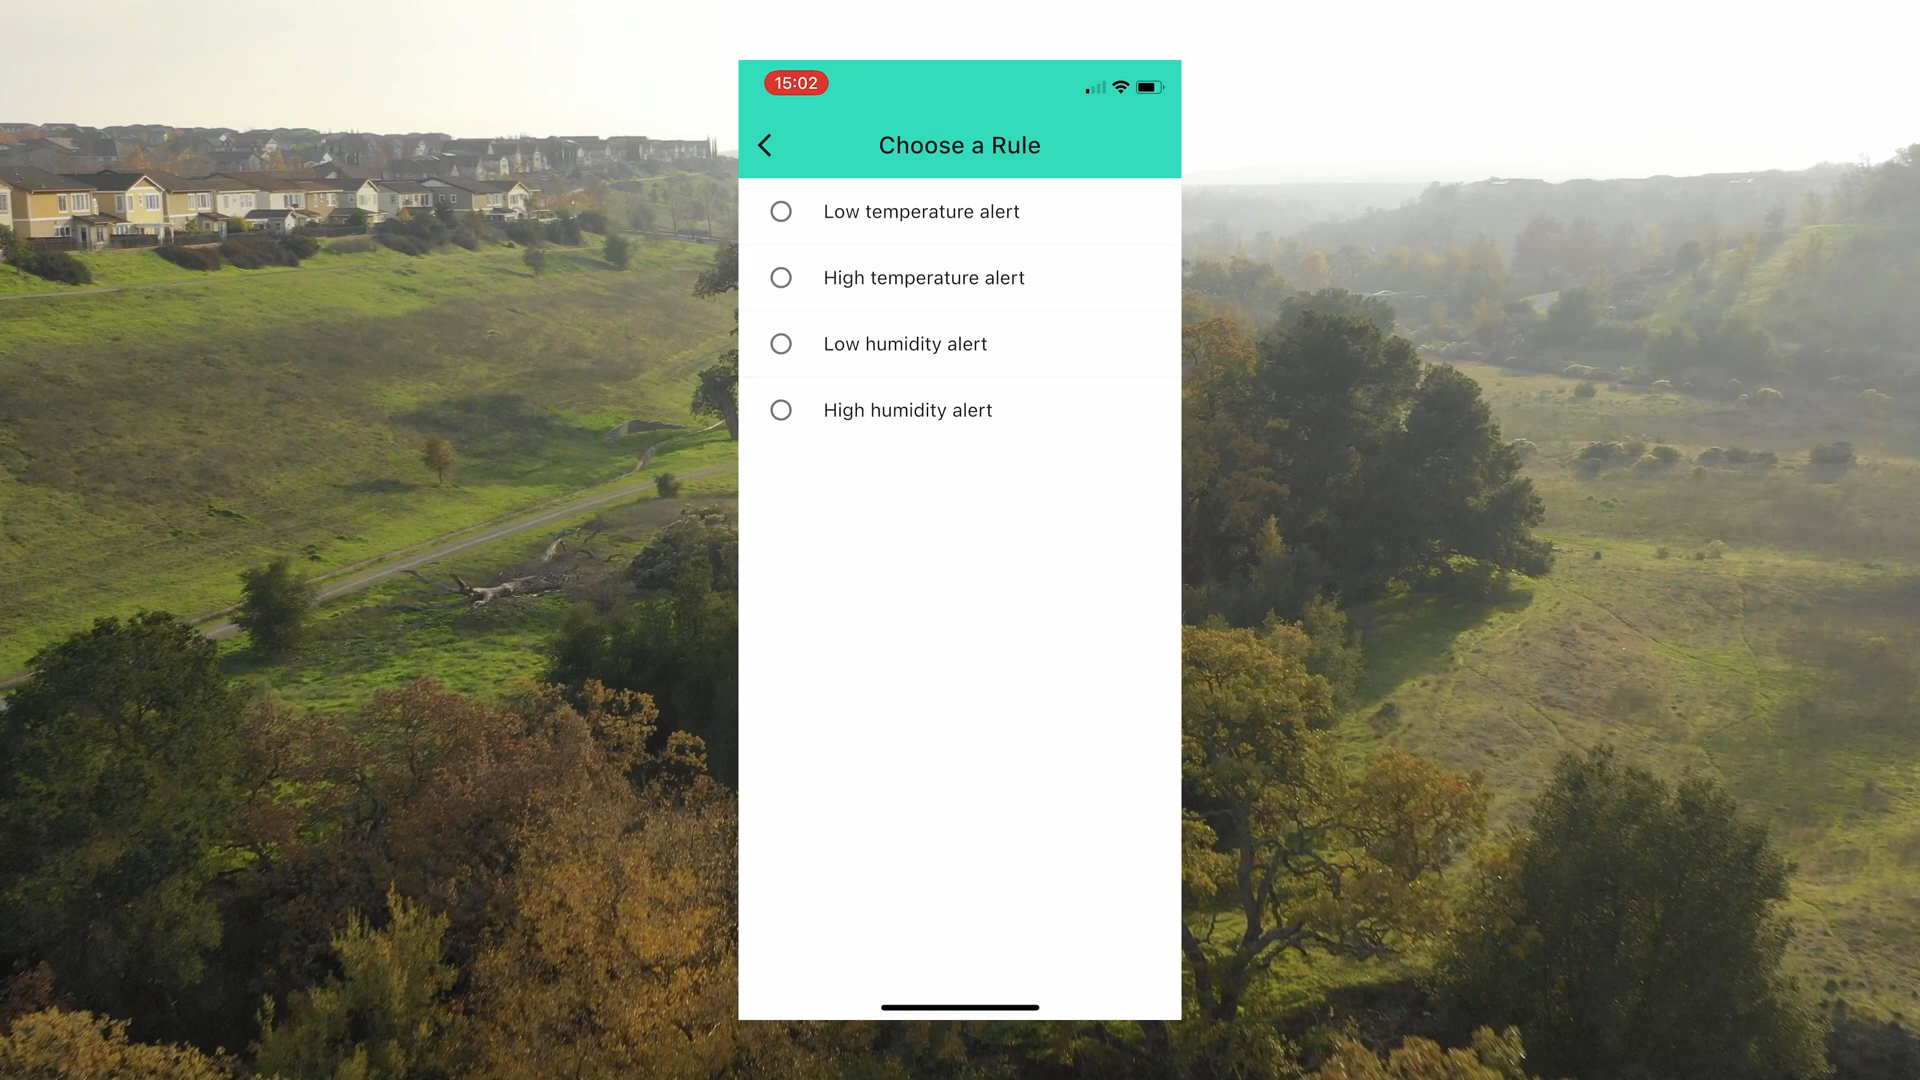 15:02
Choose a Rule
Low temperature alert
High temperature alert
Low humidity alert
High humidity alert